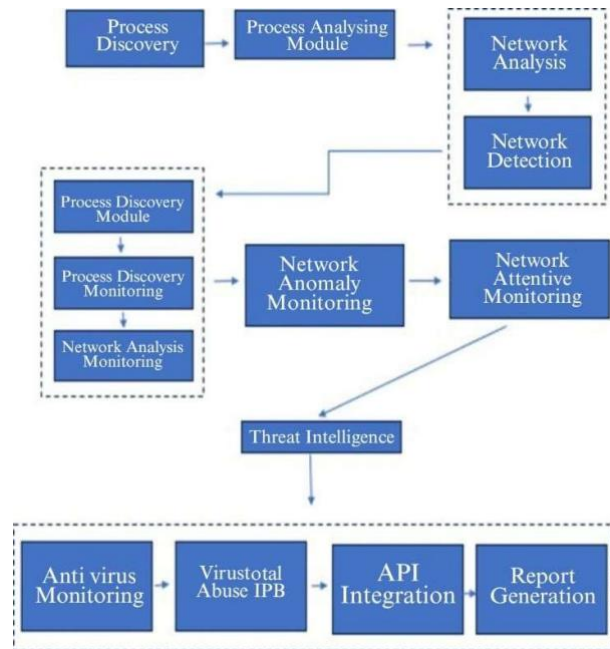 Process
Discovery
Process Analysing
Module
Network
Analysis
Network
Detection
Process Discovery
Module
Process Discovery
Monitoring
Network Analysis
Monitoring
Network
Anomaly
Monitoring
Network
Attentive
Monitoring
Threat Intelligence
Anti virus
Monitoring
Virustotal
Abuse IPB
API
Integration
Report
Generation